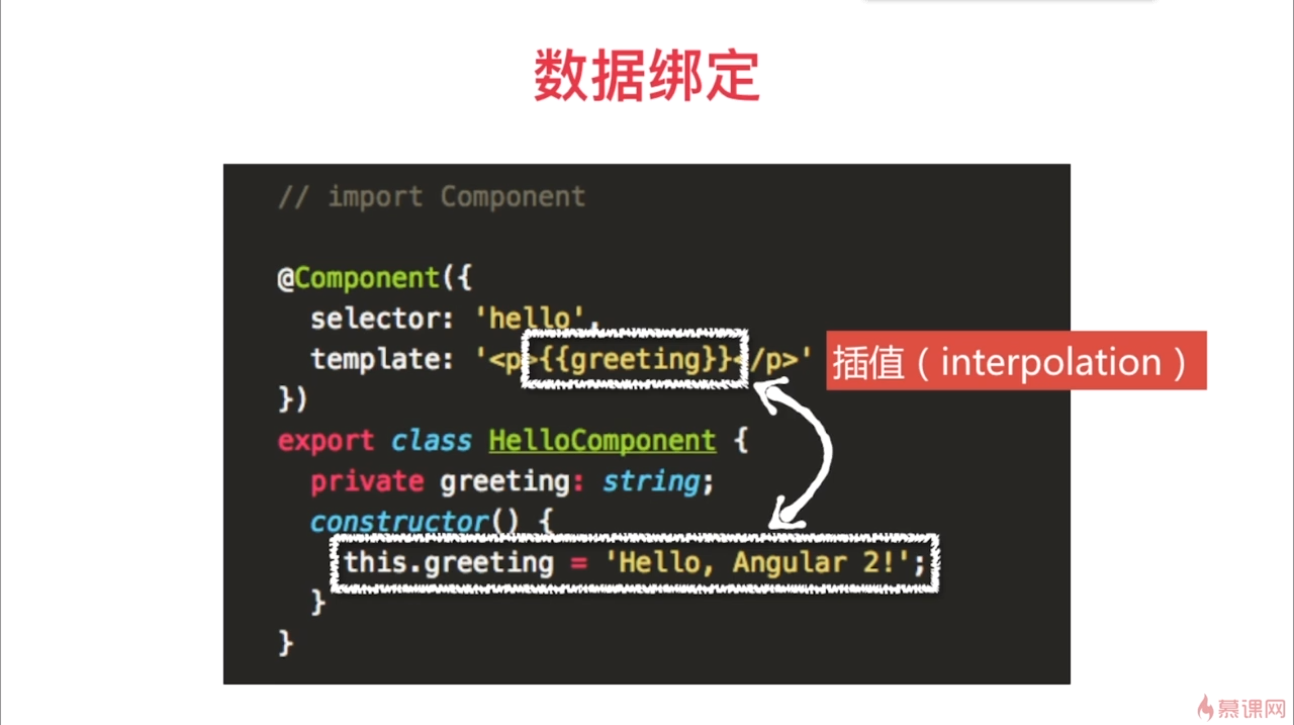 数据绑定
// import Component
@Component({
selector: 'hello',
template: '<p>{{greeting}}</p>'
插值（interpolation）
})
export class HelloComponent {
private greeting: string;
constructor() {
this.greeting = 'Hello, Angular 2!';
}
}
慕课网